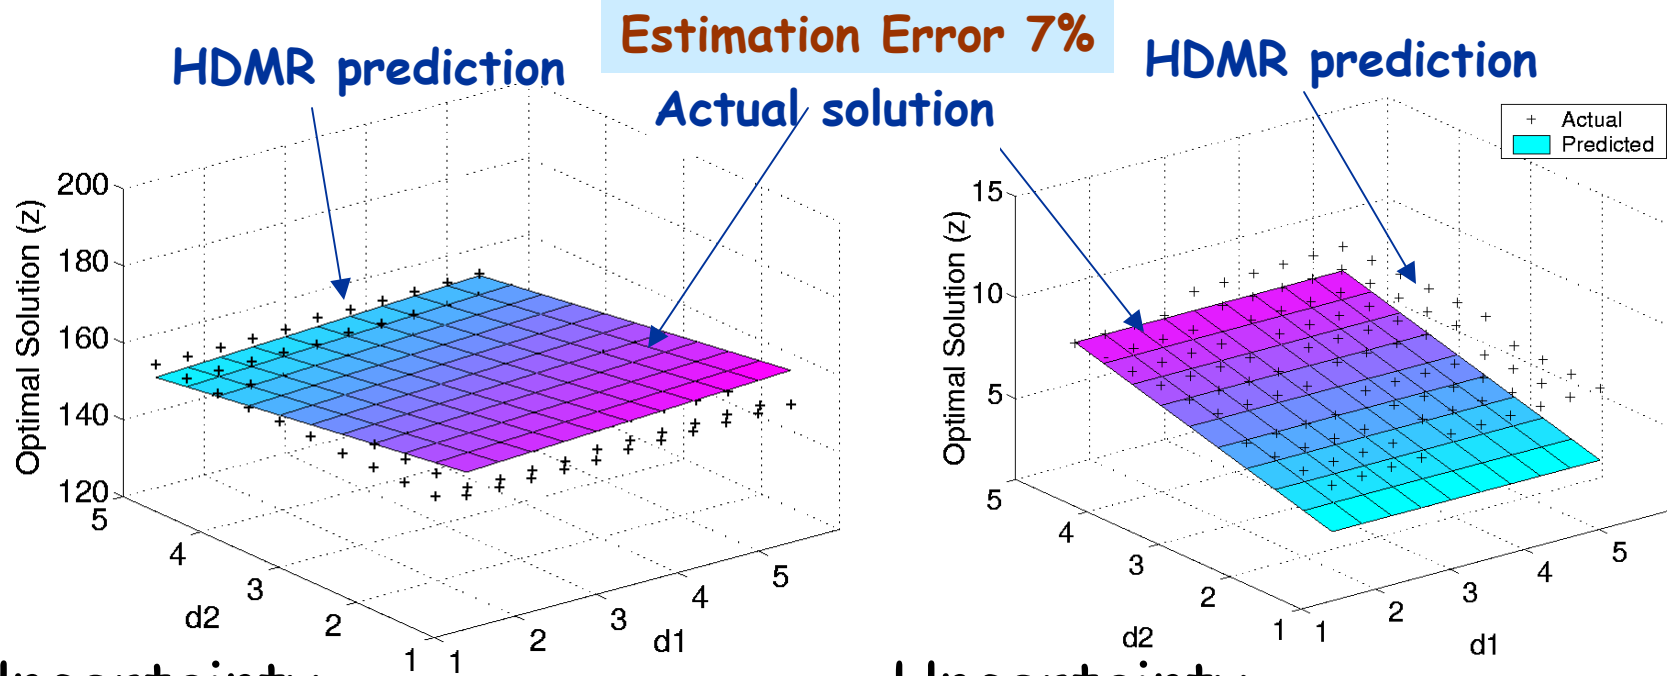 Estimation Error 7%
HDMR prediction
Actual solution
HDMR prediction
Actual
Predicted
Optimal Solution (z)
200
180
160
140
120
5
4
3
2
1
d2
1
2
3
4
5
d1
Optimal Solution (z)
15
10
5
5
4
3
2
1
d2
1
2
3
4
5
d1